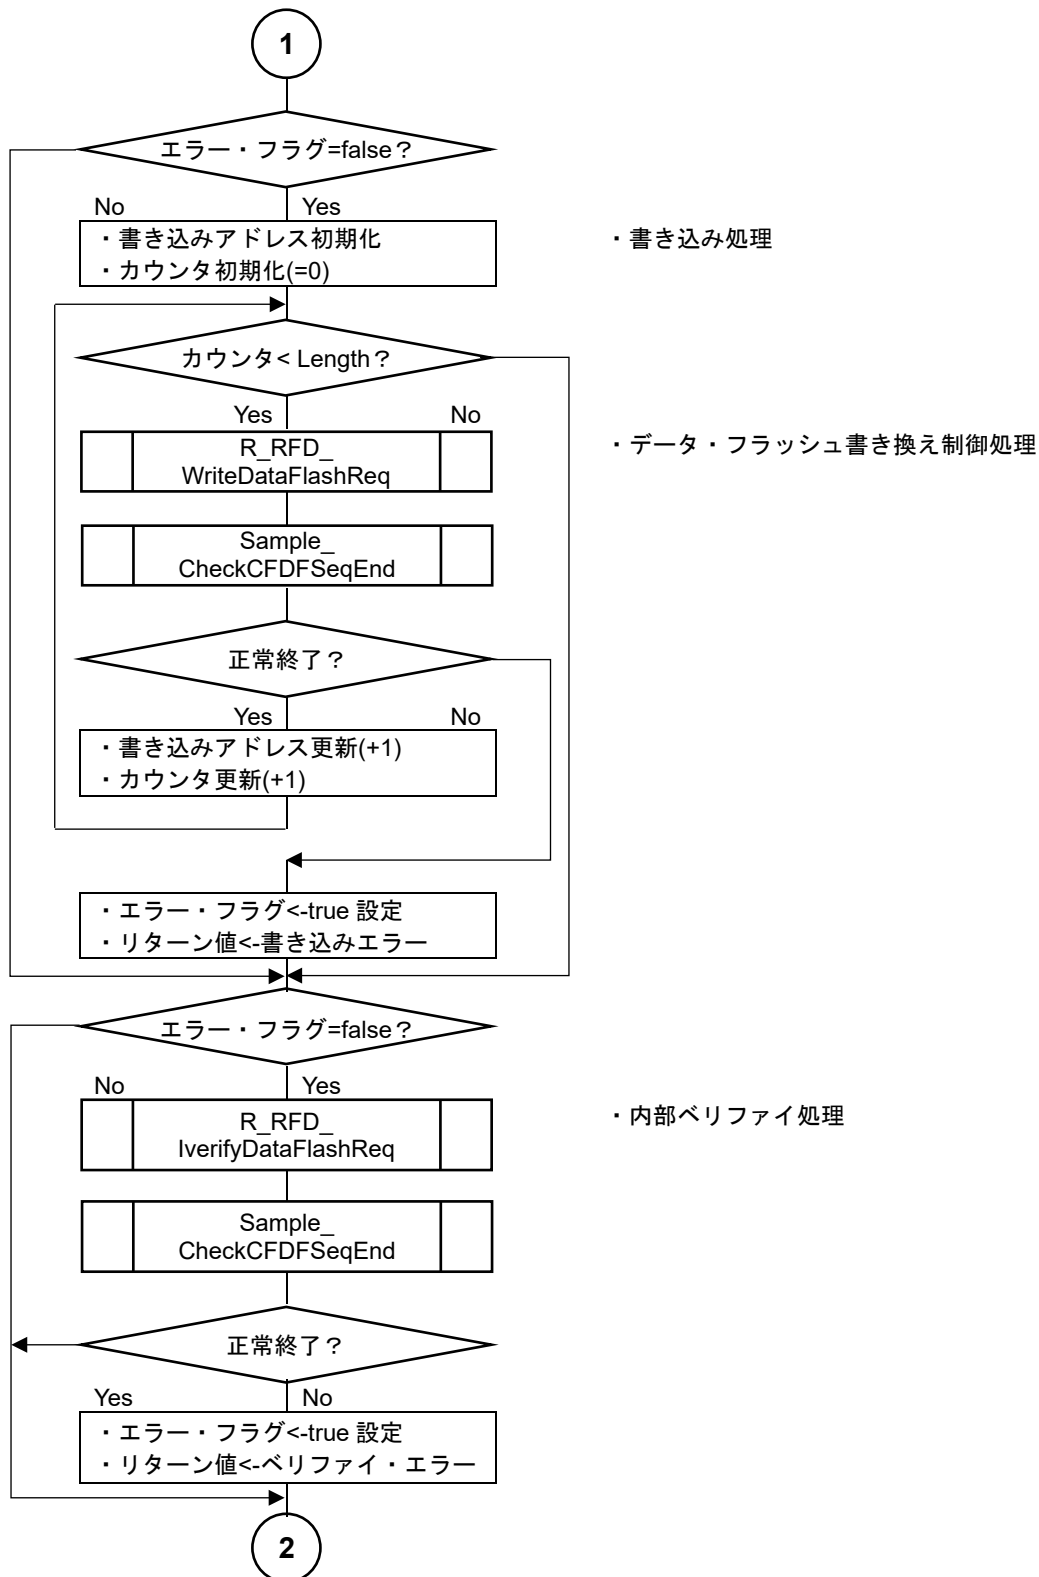 1
エラー・フラグ=false？
No Yes
・書き込みアドレス初期化
・カウンタ初期化(=0)
・書き込み処理
カウンタ< Length？
Yes No
R_RFD_
WriteDataFlashReq
・データ・フラッシュ書き換え制御処理
Sample_
CheckCFDFSeqEnd
正常終了？
Yes No
・書き込みアドレス更新(+1)
・カウンタ更新(+1)
・エラー・フラグ<-true 設定
・リターン値<-書き込みエラー
エラー・フラグ=false？
No Yes
R_RFD_
IverifyDataFlashReq
・内部ベリファイ処理
Sample_
CheckCFDFSeqEnd
正常終了？
Yes No
・エラー・フラグ<-true 設定
・リターン値<-ベリファイ・エラー
2